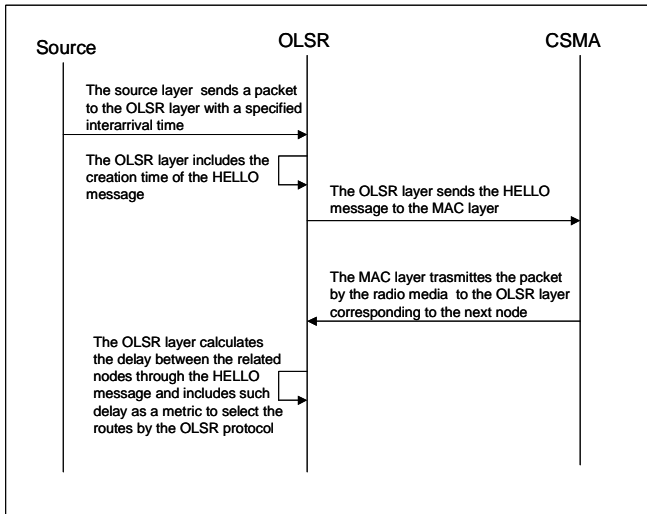 Source
OLSR
CSMA
The source layer sends a packet
to the OLSR layer with a specified
interarrival time
The OLSR layer includes the
creation time of the HELLO
message
The OLSR layer sends the HELLO
message to the MAC layer
The MAC layer trasmittes the packet
by the radio media to the OLSR layer
corresponding to the next node
The OLSR layer calculates
the delay between the related
nodes through the HELLO
message and includes such
delay as a metric to select the
routes by the OLSR protocol